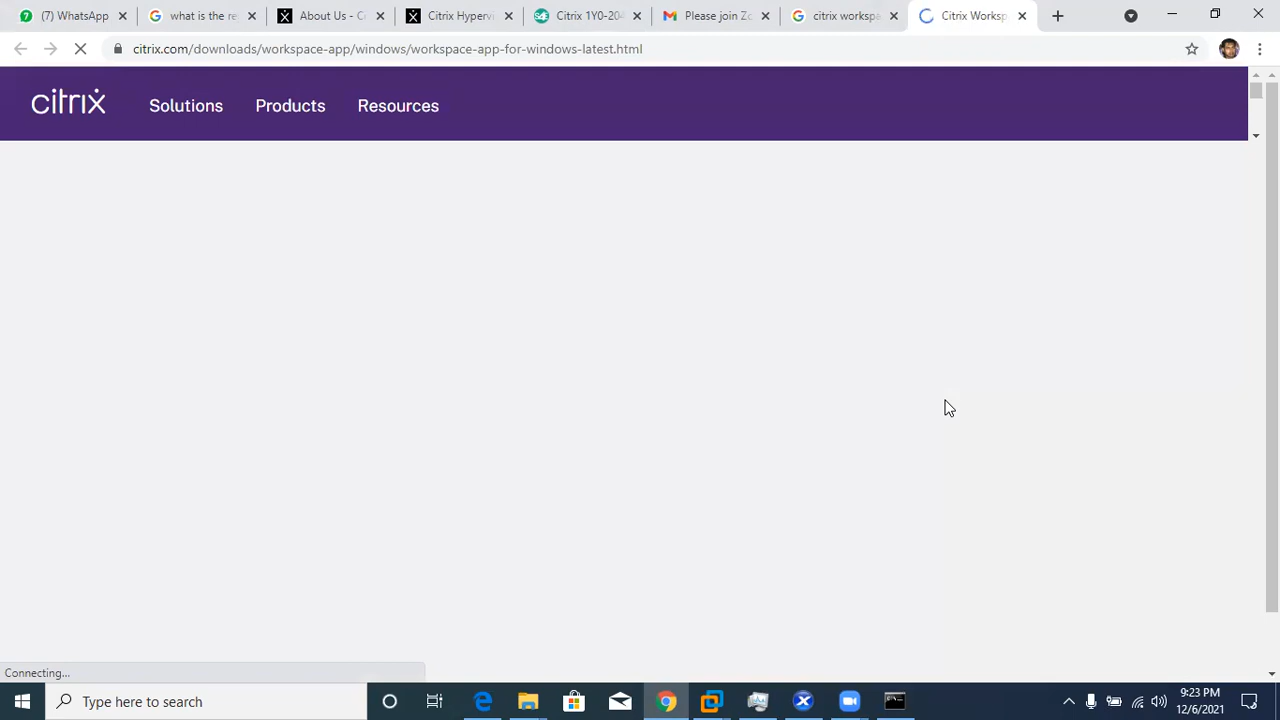 (7) WhatsApp
what is the re
About Us - C
Citrix Hypervi
Citrix 1Y0-20
Please join Zo
citrix workspa
Citrix Worksp
citrix.com/downloads/workspace-app/windows/workspace-app-for-windows-latest.html
citrix Solutions Products Resources
Connecting...
Type here to search
9:23 PM
12/6/2021